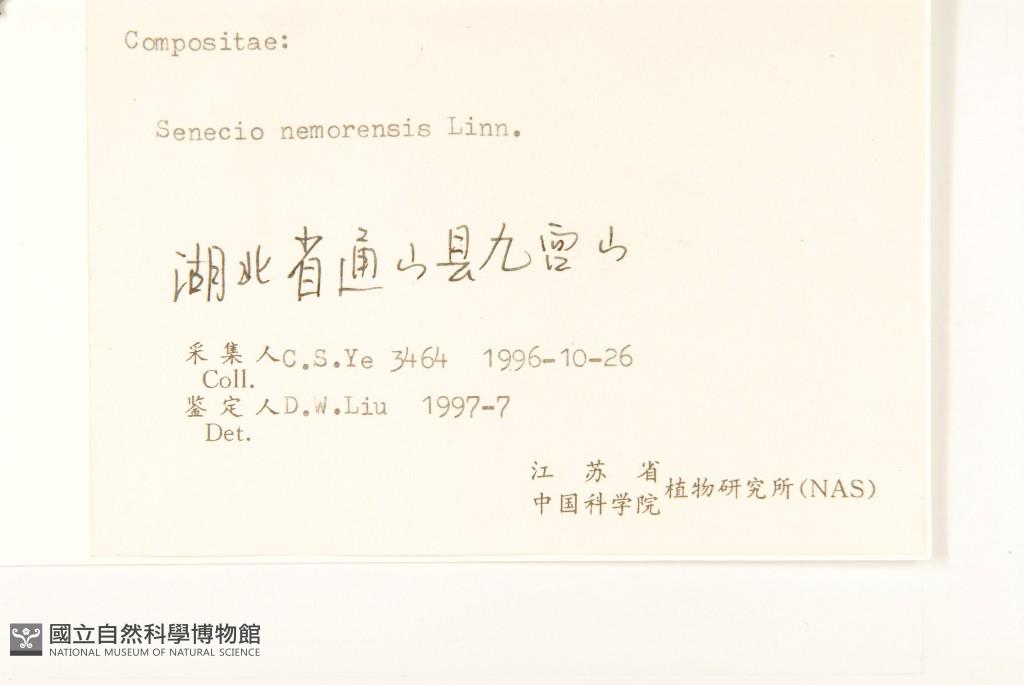 Compositae:
Senecio nemorensis Linn.
湖北省通山县九宫山
采集人C.S.Ye 3464 1996-10-26
Coll.
鉴定人D.W.Liu 1997-7
Det.
江苏省
中国科学院植物研究所(NAS)
國立自然科學博物館
NATIONAL MUSEUM OF NATURAL SCIENCE